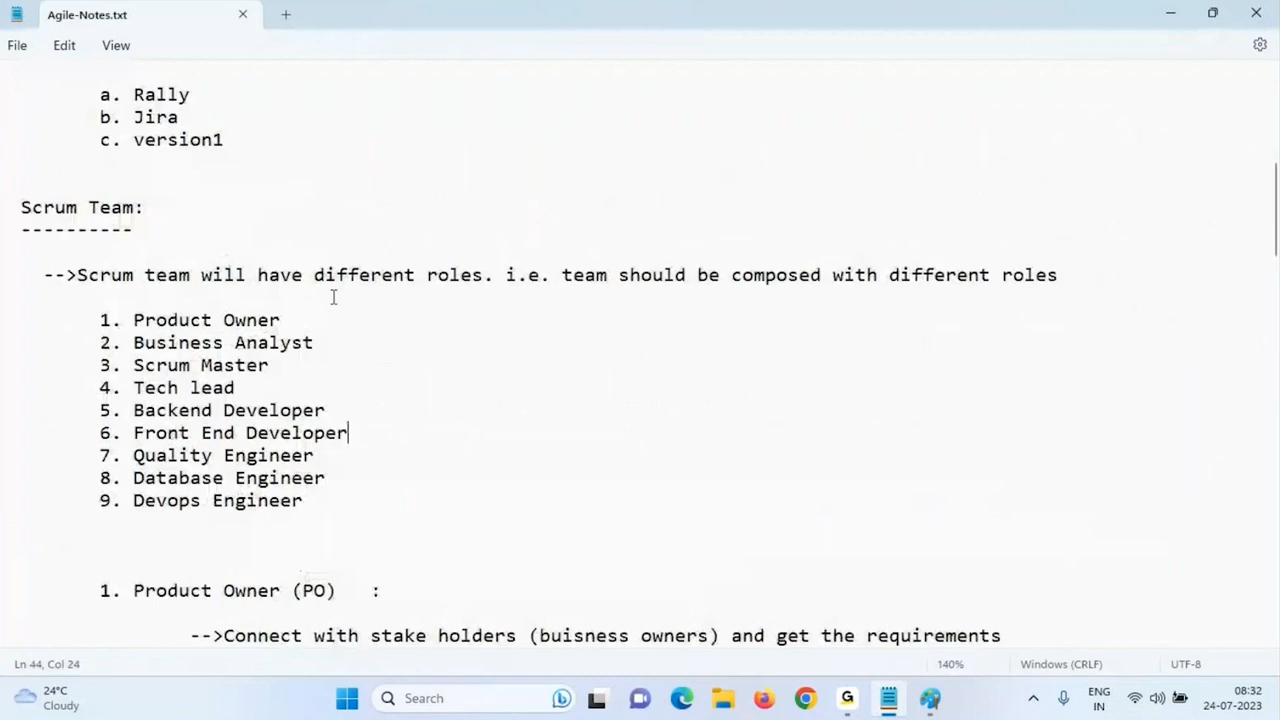 Agile-Notes.txt
File Edit View
a. Rally
b. Jira
c. version1
Scrum Team:
----------
-->Scrum team will have different roles. i.e. team should be composed with different roles
1. Product Owner
2. Business Analyst
3. Scrum Master
4. Tech lead
5. Backend Developer
6. Front End Developer
7. Quality Engineer
8. Database Engineer
9. Devops Engineer
1. Product Owner (PO) :
-->Connect with stake holders (buisness owners) and get the requirements
Ln 44, Col 24 140% Windows (CRLF) UTF-8
24°C
Cloudy
Search
ENG
IN
08:32
24-07-2023